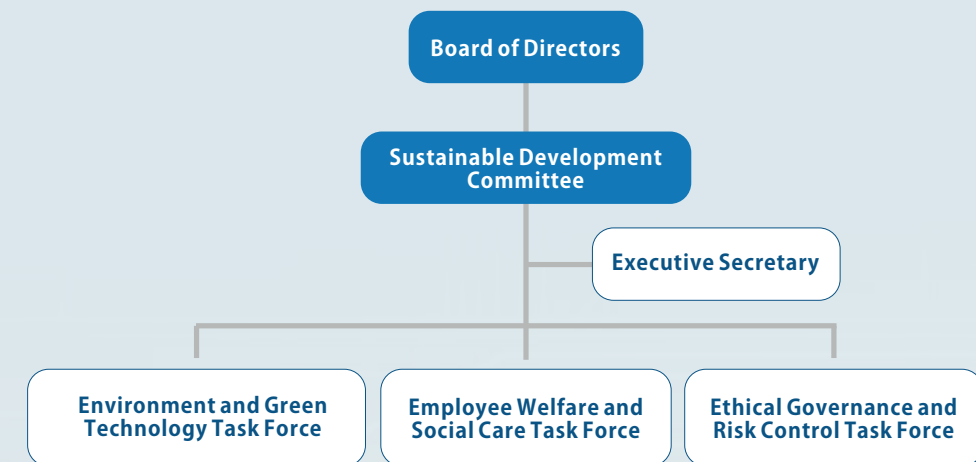 Board of Directors
Sustainable Development
Committee
Executive Secretary
Environment and Green
Technology Task Force
Employee Welfare and
Social Care Task Force
Ethical Governance and
Risk Control Task Force